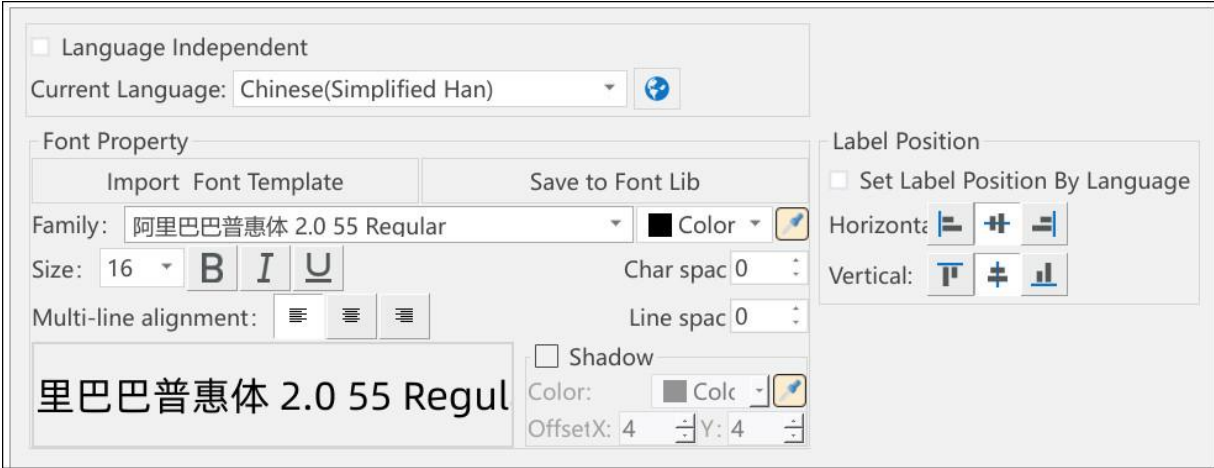 Language Independent
Current Language: Chinese(Simplified Han)
Font Property
Import Font Template
Save to Font Lib
Family: 阿里巴巴普惠体 2.0 55 Regular
Color
Size: 16 B I U
Char spac 0
Multi-line alignment:
Line spac 0
里巴巴普惠体 2.0 55 Regul
Shadow
Color: Colc
OffsetX: 4 Y: 4
Label Position
Set Label Position By Language
Horizonta
Vertical: